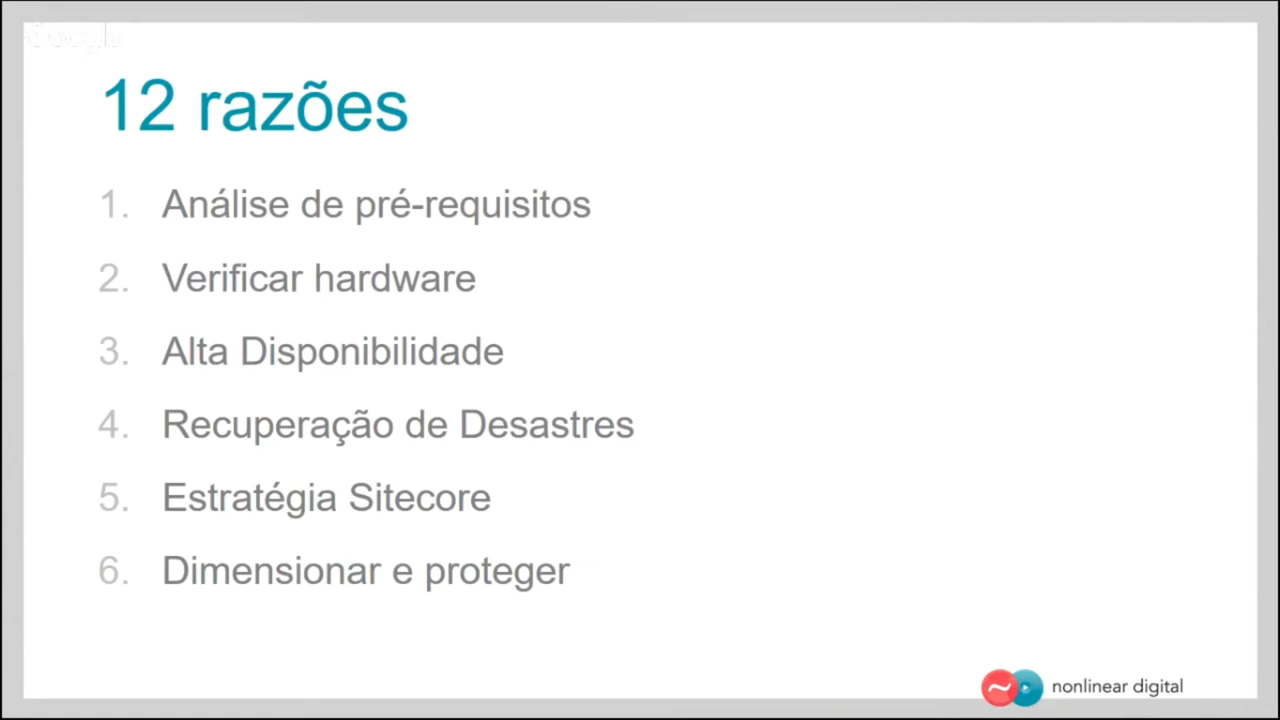 Google
12 razões
1. Análise de pré-requisitos
2. Verificar hardware
3. Alta Disponibilidade
4. Recuperação de Desastres
5. Estratégia Sitecore
6. Dimensionar e proteger
nonlinear digital